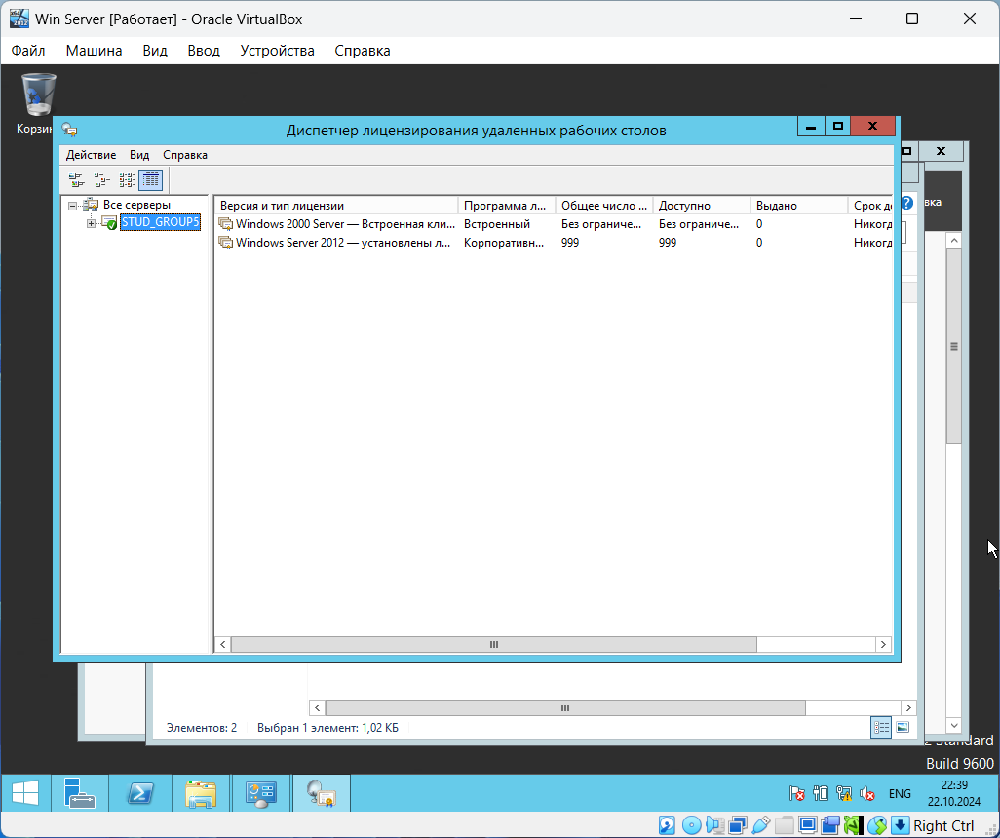 Win Server [Работает] - Oracle VirtualBox
Файл Машина Вид Ввод Устройства Справка
Диспетчер лицензирования удаленных рабочих столов
Действие Вид Справка
Все серверы
STUD_GROUP5
Версия и тип лицензии Программа л... Общее число ... Доступно Выдано Срок де
Windows 2000 Server — Встроенная кли... Встроенный Без ограниче... Без ограниче... 0 Никогд
Windows Server 2012 — установлены л... Корпоративн... 999 999 0 Никогд
вка
Элементов: 2 Выбран 1 элемент: 1,02 КБ
Standard
Build 9600
ENG
22:39
22.10.2024
Right Ctrl